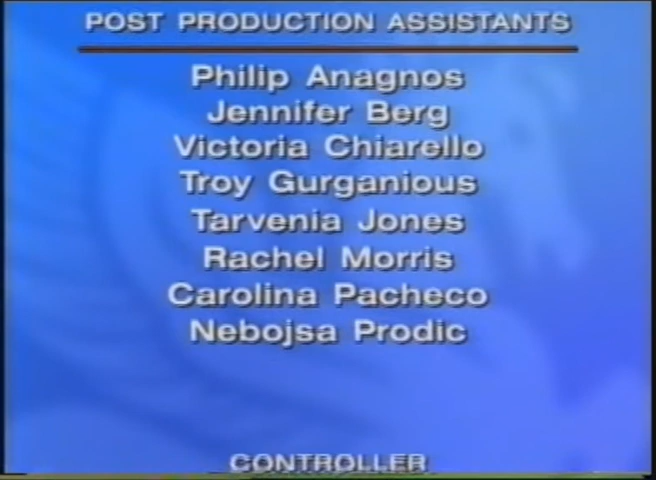 POST PRODUCTION ASSISTANTS
Philip Anagnos
Jennifer Berg
Victoria Chiarello
Troy Gurganious
Tarvenia Jones
Rachel Morris
Carolina Pacheco
Nebojsa Prodic
CONTROLLER